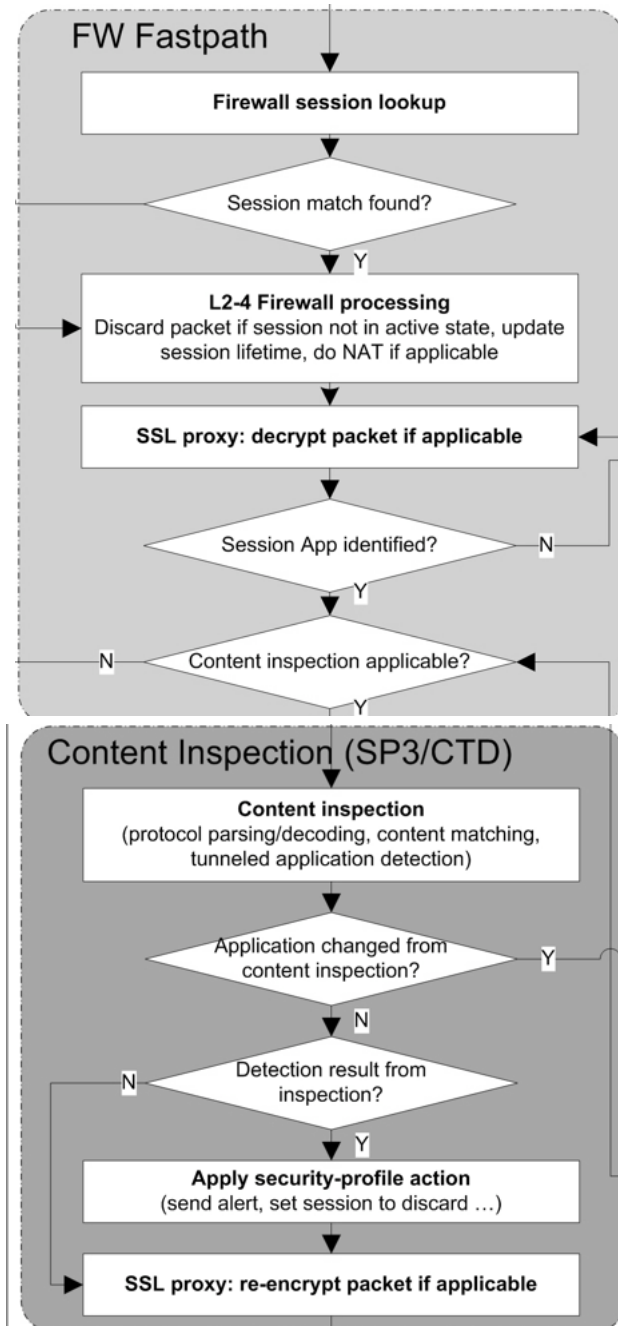 FW Fastpath
Firewall session lookup
Session match found?
Y
L2-4 Firewall processing
Discard packet if session not in active state, update
session lifetime, do NAT if applicable
SSL proxy: decrypt packet if applicable
Session App identified?
N
Y
N
Content inspection applicable?
Y
Content Inspection (SP3/CTD)
Content inspection
(protocol parsing/decoding, content matching,
tunneled application detection)
Application changed from
content inspection?
Y
N
Detection result from
inspection?
N
Y
Apply security-profile action
(send alert, set session to discard …)
SSL proxy: re-encrypt packet if applicable